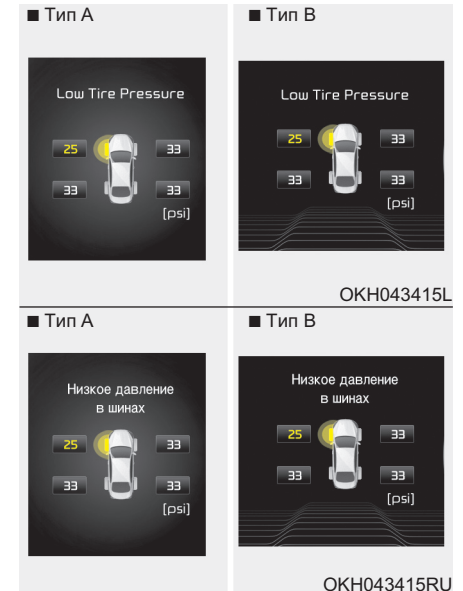 ■ Тип A
■ Тип B
Low Tire Pressure
25 33
33 33
[psi]
Low Tire Pressure
25 33
33 33
[psi]
OKH043415L
■ Тип A
■ Тип B
Низкое давление
в шинах
25 33
33 33
[psi]
Низкое давление
в шинах
25 33
33 33
[psi]
OKH043415RU